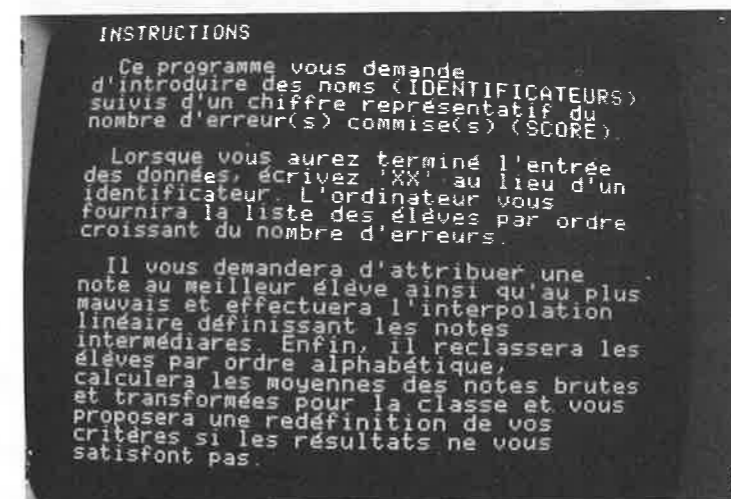 INSTRUCTIONS
Ce programme vous demande
d'introduire des noms (IDENTIFICATEURS)
suivis d'un chiffre représentatif du
nombre d'erreur(s) commise(s) (SCORE).
Lorsque vous aurez terminé l'entrée
des données, écrivez 'XX' au lieu d'un
identificateur. L'ordinateur vous
fournira la liste des élèves par ordre
croissant du nombre d'erreurs.
Il vous demandera d'attribuer une
note au meilleur élève ainsi qu'au plus
mauvais et effectuera l'interpolation
linéaire définissant les notes
intermédiares. Enfin, il reclassera les
élèves par ordre alphabétique,
calculera les moyennes des notes brutes
et transformées pour la classe et vous
proposera une redéfinition de vos
critères si les résultats ne vous
satisfont pas.